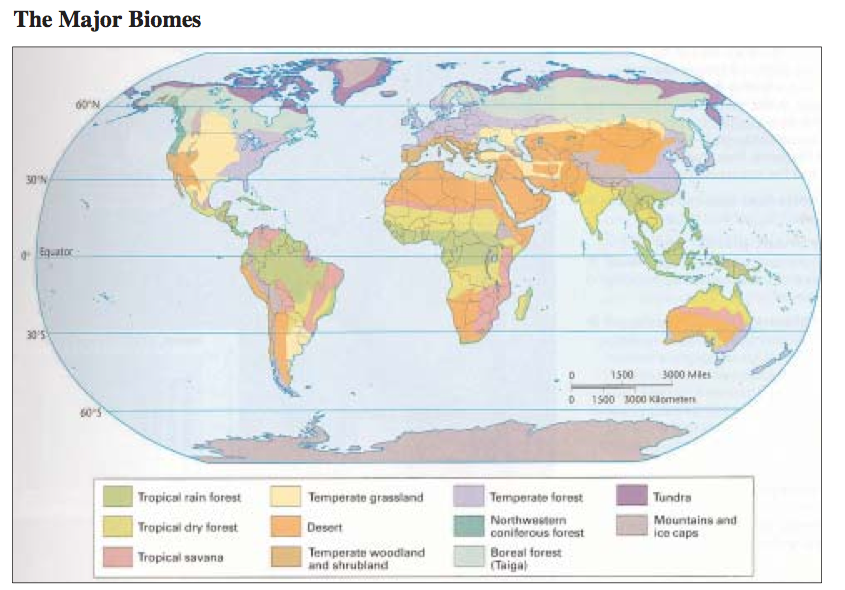 The Major Biomes
60°N
30°N
0° Equator
30°S
60°S
0 1500 3000 Miles
0 1500 3000 Kilometers
Tropical rain forest
Tropical dry forest
Tropical savana
Temperate grassland
Desert
Temperate woodland
and shrubland
Temperate forest
Northwestern
coniferous forest
Boreal forest
(Taiga)
Tundra
Mountains and
ice caps